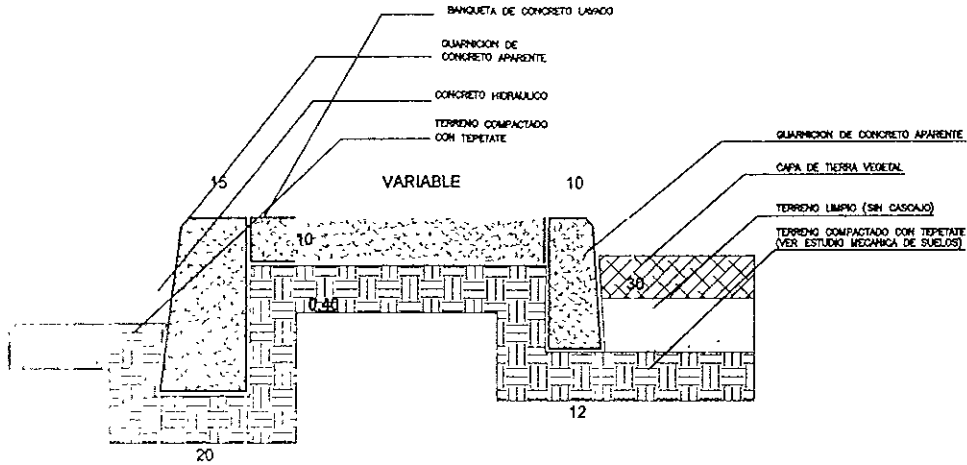 BANQUETA DE CONCRETO LAVADO
GUARNICION DE
CONCRETO APARENTE
CONCRETO HIDRAULICO
TERRENO COMPACTADO
CON TEPETATE
GUARNICION DE CONCRETO APARENTE
CAPA DE TIERRA VEGETAL
TERRENO LIMPIO (SIN CASCAJO)
TERRENO COMPACTADO CON TEPETATE
(VER ESTUDIO MECANICA DE SUELOS)
15
VARIABLE
10
10
30
0.40
12
20